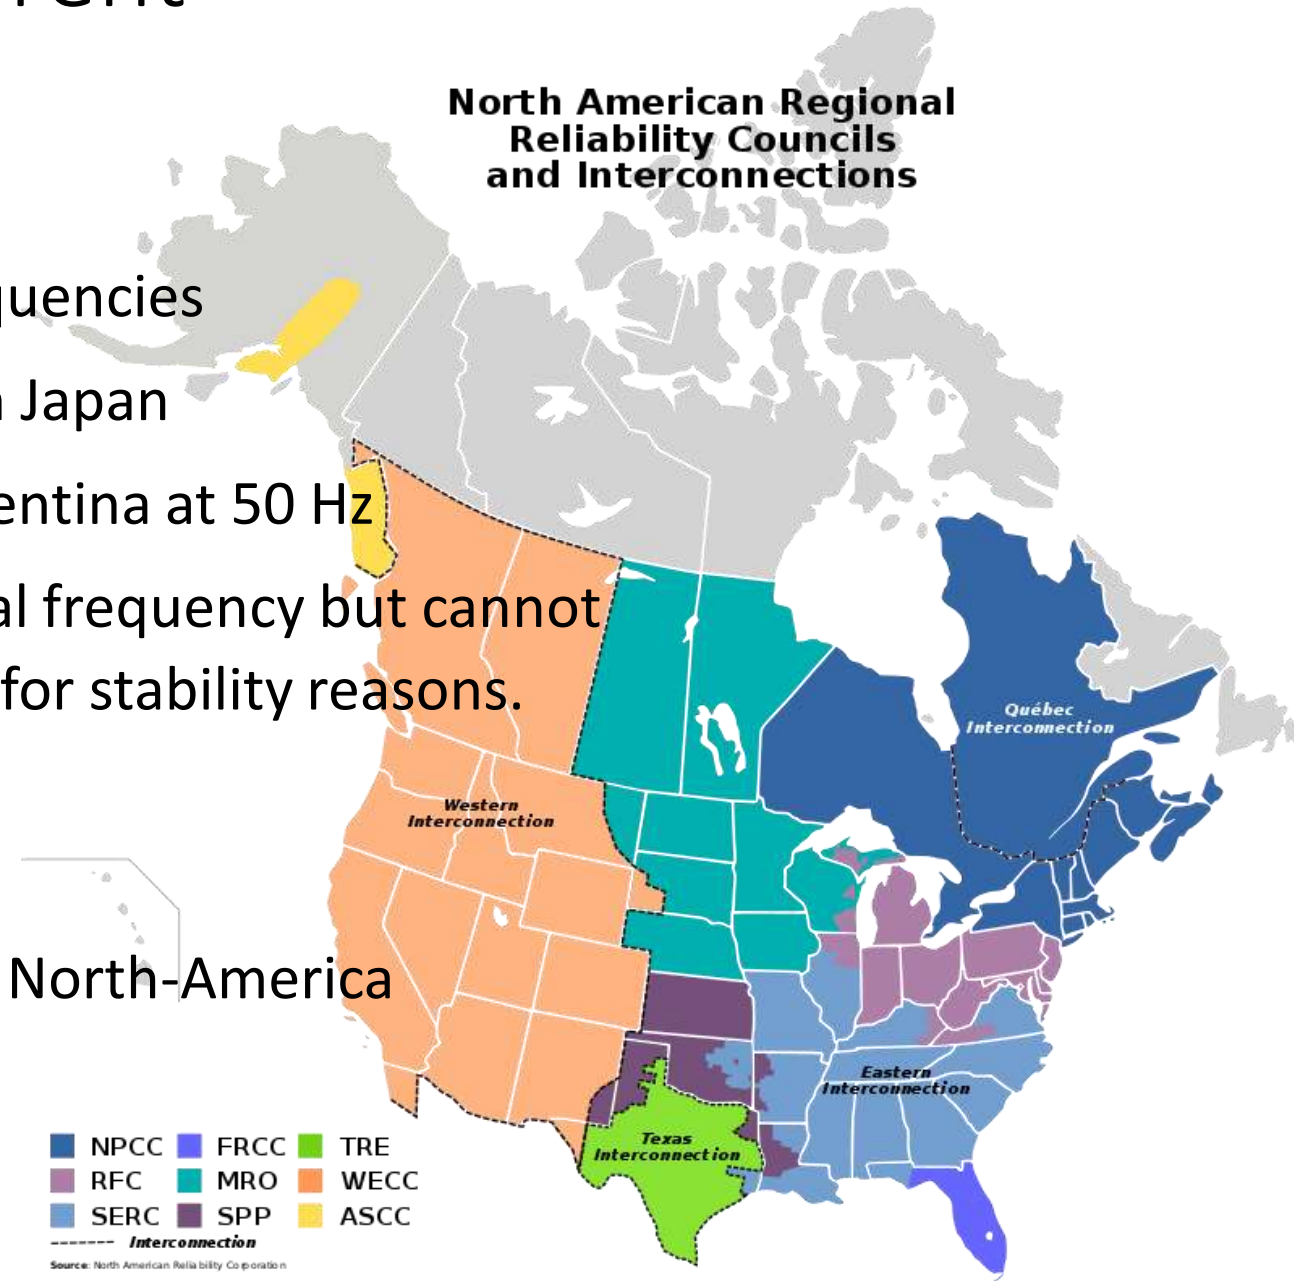 North American Regional
Reliability Councils
and Interconnections
quencies
Japan
entina at 50 Hz
al frequency but cannot
for stability reasons.
Québec
Interconnection
Western
Interconnection
North-America
Eastern
Interconnection
Texas
Interconnection
NPCC FRCC TRE
RFC MRO WECC
SERC SPP ASCC
Interconnection
Source: North American Reliability Corporation